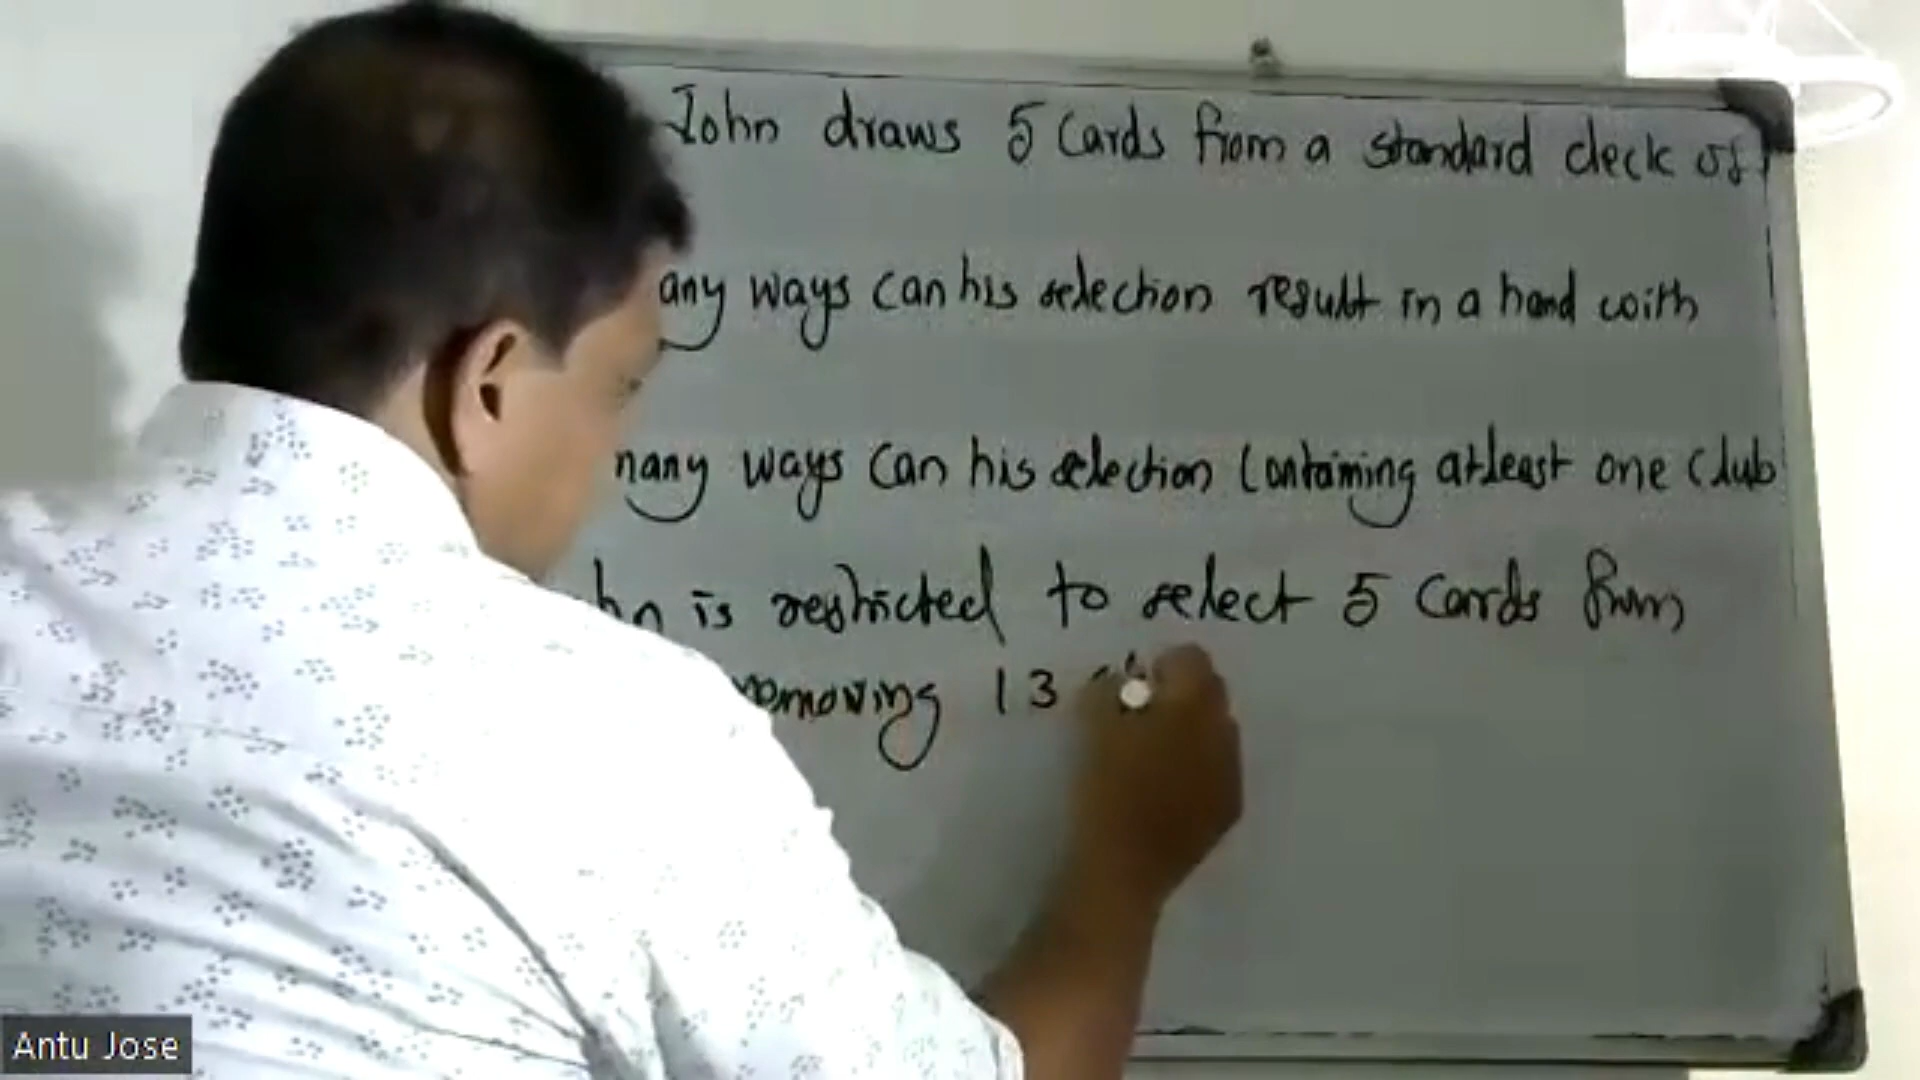 John draws 5 cards from a standard deck of
any ways can his selection result in a hand with
many ways can his selection containing atleast one club
is restricted to select 5 cards from
removing 13
Antu Jose